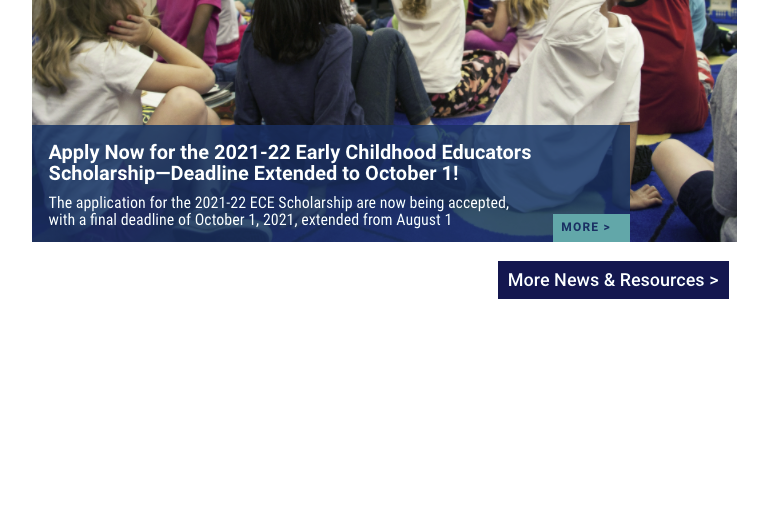 Apply Now for the 2021-22 Early Childhood Educators
Scholarship—Deadline Extended to October 1!
The application for the 2021-22 ECE Scholarship are now being accepted,
with a final deadline of October 1, 2021, extended from August 1
MORE >
More News & Resources >